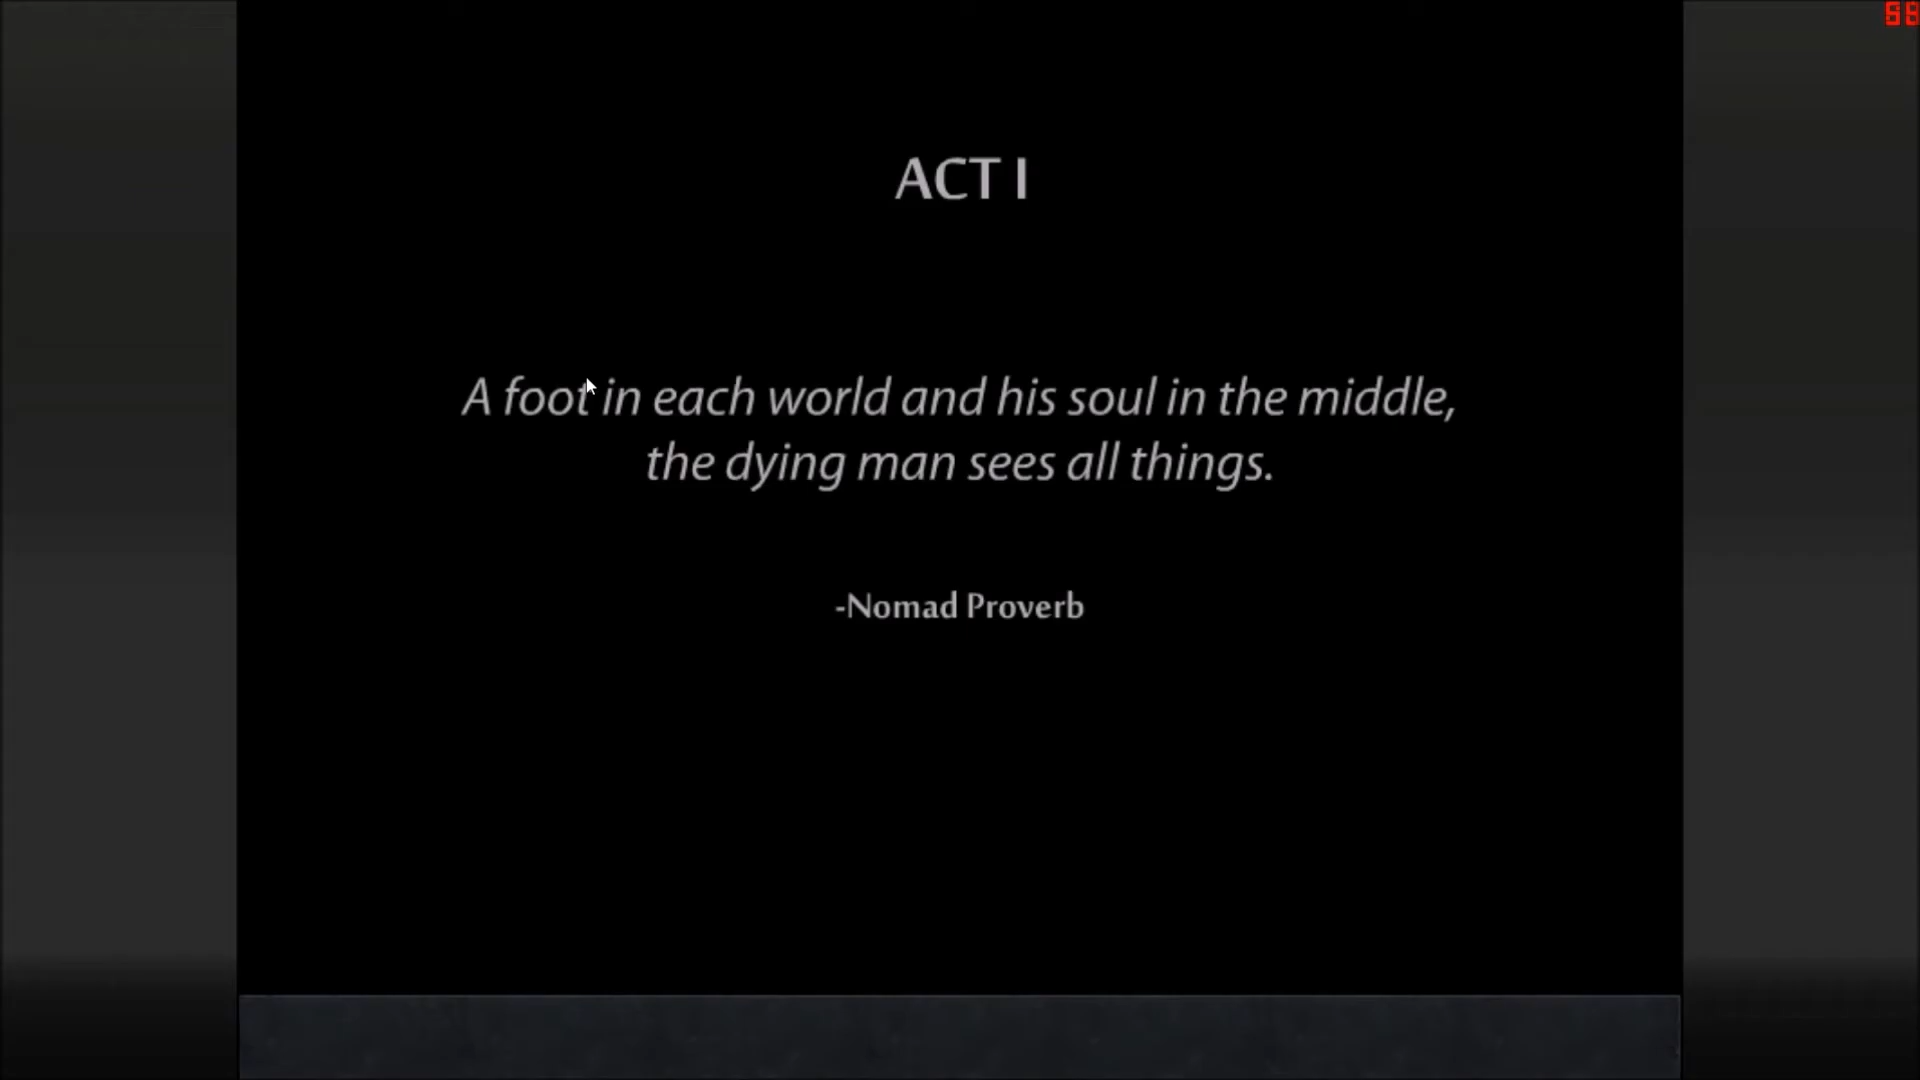 58
ACT I
A foot in each world and his soul in the middle,
the dying man sees all things.
-Nomad Proverb